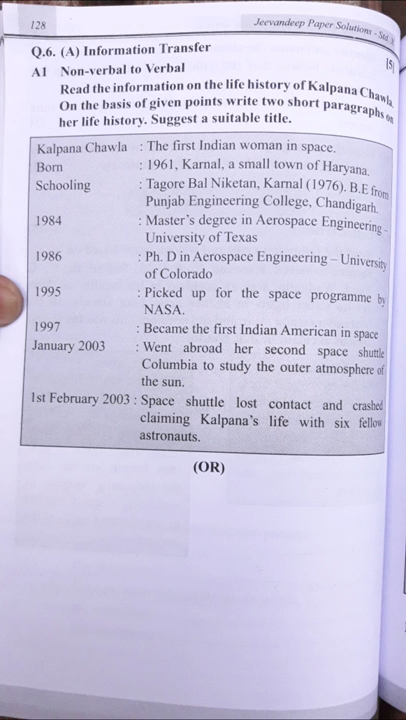 128
Jeevandeep Paper Solutions - Std.
Q.6. (A) Information Transfer
[5]
A1 Non-verbal to Verbal
Read the information on the life history of Kalpana Chawla.
On the basis of given points write two short paragraphs on
her life history. Suggest a suitable title.
Kalpana Chawla : The first Indian woman in space.
Born : 1961, Karnal, a small town of Haryana.
Schooling : Tagore Bal Niketan, Karnal (1976). B.E from
Punjab Engineering College, Chandigarh.
1984 : Master's degree in Aerospace Engineering –
University of Texas
1986 : Ph. D in Aerospace Engineering – University
of Colorado
1995 : Picked up for the space programme by
NASA.
1997 : Became the first Indian American in space
January 2003 : Went abroad her second space shuttle
Columbia to study the outer atmosphere of
the sun.
1st February 2003 : Space shuttle lost contact and crashed
claiming Kalpana's life with six fellow
astronauts.
(OR)